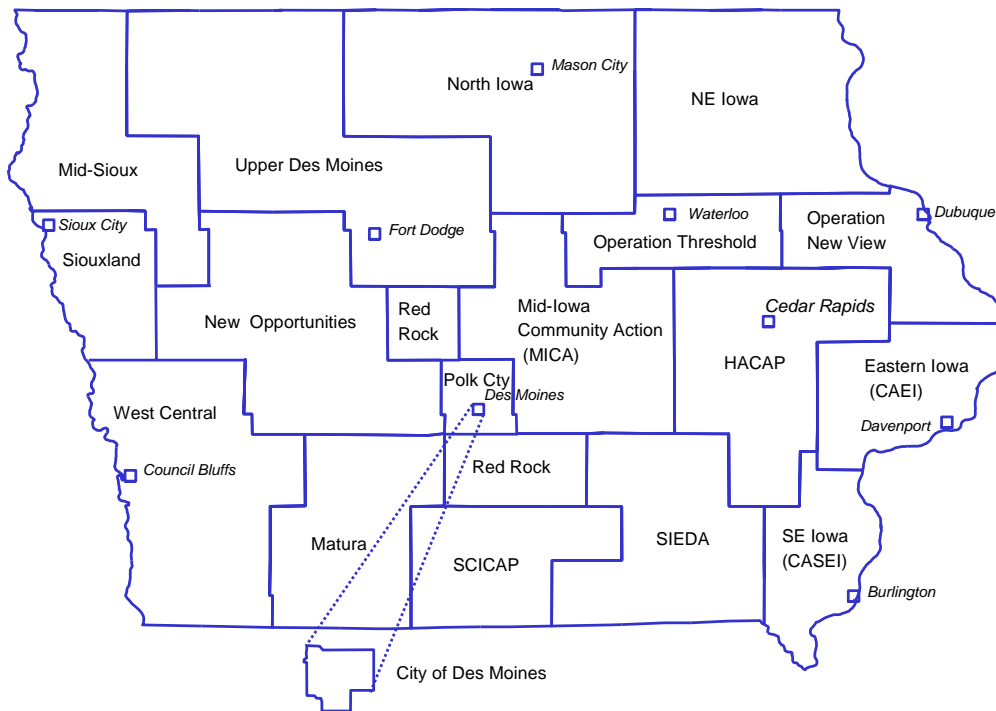 Mason City
North Iowa
NE Iowa
Upper Des Moines
Mid-Sioux
Sioux City
Siouxland
Fort Dodge
Waterloo
Operation Threshold
Operation
New View
Dubuque
New Opportunities
Red
Rock
Mid-Iowa
Community Action
(MICA)
Cedar Rapids
HACAP
Eastern Iowa
(CAEI)
Davenport
Polk Cty
Des Moines
West Central
Council Bluffs
Red Rock
Matura
SCICAP
SIEDA
SE Iowa
(CASEI)
Burlington
City of Des Moines